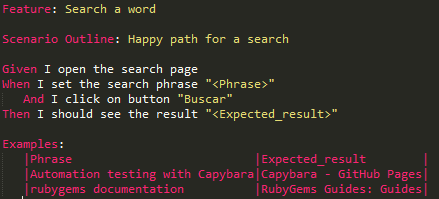 Feature: Search a word
Scenario Outline: Happy path for a search
Given I open the search page
When I set the search phrase "<Phrase>"
And I click on button "Buscar"
Then I should see the result "<Expected_result>"
Examples:
|Phrase |Expected_result |
|Automation testing with Capybara|Capybara - GitHub Pages|
|rubygems documentation |RubyGems Guides: Guides|